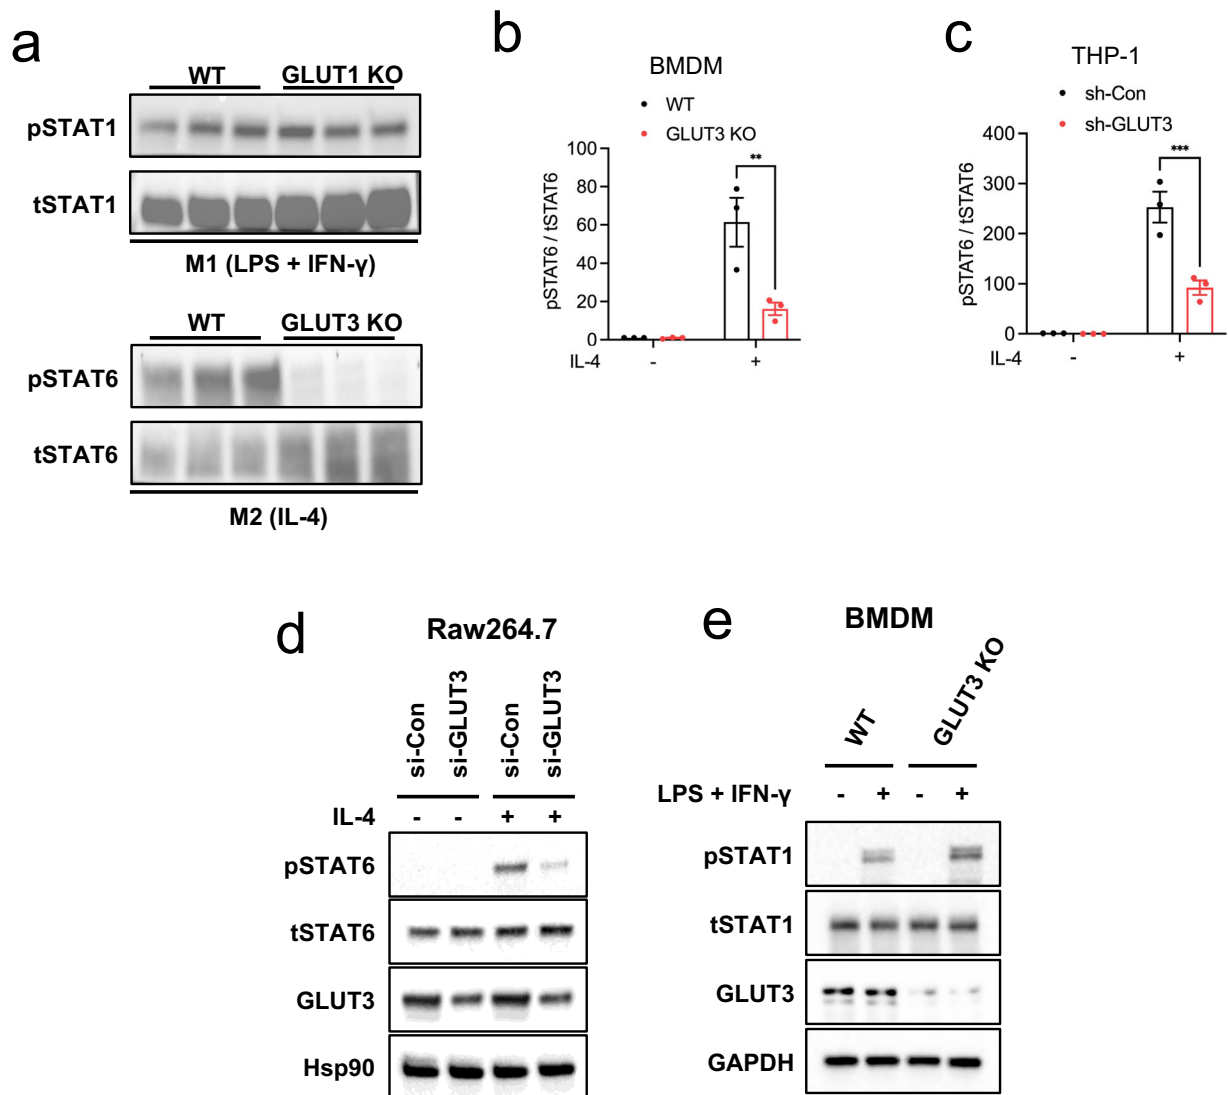 a
WT GLUT1 KO
pSTAT1
tSTAT1
M1 (LPS + IFN-γ)
WT GLUT3 KO
pSTAT6
tSTAT6
M2 (IL-4)
b
BMDM
WT
GLUT3 KO
pSTAT6 / tSTAT6
100
80
60
40
20
0
**
IL-4 - +
c
THP-1
sh-Con
sh-GLUT3
pSTAT6 / tSTAT6
400
300
200
100
0
***
IL-4 - +
d
Raw264.7
si-Con si-GLUT3 si-Con si-GLUT3
IL-4 - - + +
pSTAT6
tSTAT6
GLUT3
Hsp90
e
BMDM
WT GLUT3 KO
LPS + IFN-γ - + - +
pSTAT1
tSTAT1
GLUT3
GAPDH